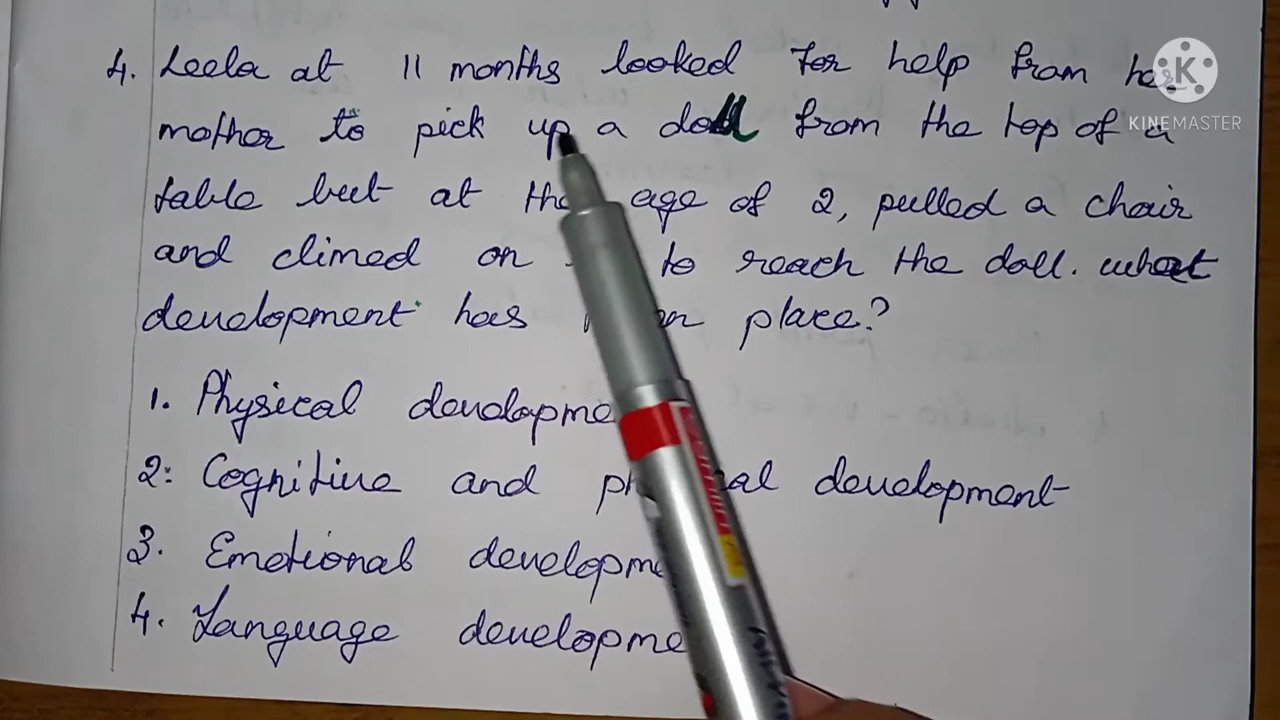 4. Leela at 11 months looked for help from her
mother to pick up a doll from the top of a
table but at the age of 2, pulled a chair
and climed on to reach the doll. what
development has place?
1. Physical developme
2. Cognitive and physical development
3. Emotional developme
4. Language developme
K
KINEMASTER